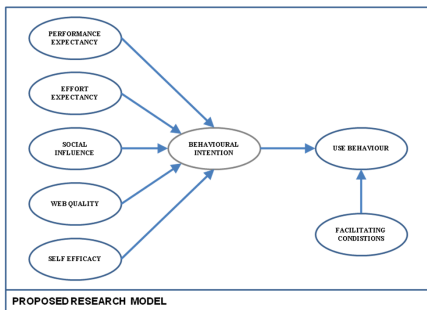 PERFORMANCE
EXPECTANCY
EFFORT
EXPECTANCY
SOCIAL
INFLUENCE
WEB QUALITY
SELF EFFICACY
BEHAVIOURAL
INTENTION
USE BEHAVIOUR
FACILITATING
CONDISTIONS
PROPOSED RESEARCH MODEL